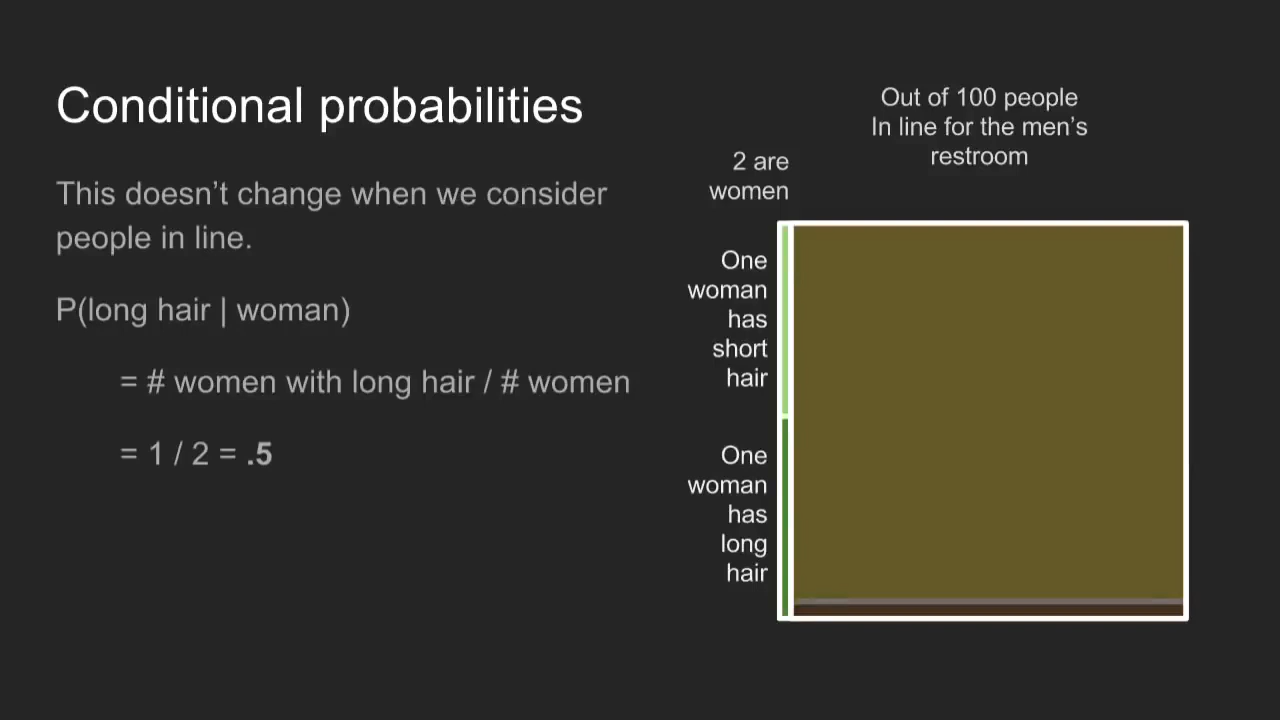 Conditional probabilities
This doesn’t change when we consider
people in line.
P(long hair | woman)
= # women with long hair / # women
= 1 / 2 = .5
Out of 100 people
In line for the men’s
restroom
2 are
women
One
woman
has
short
hair
One
woman
has
long
hair